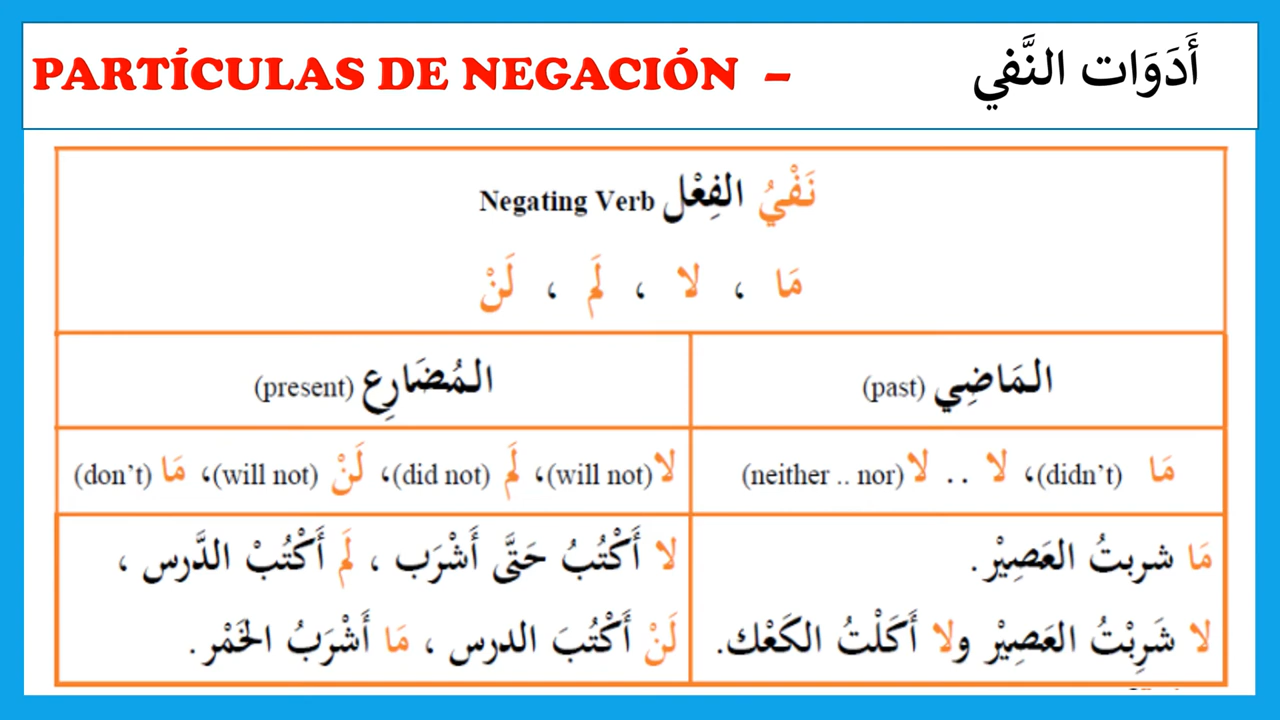 PARTÍCULAS DE NEGACIÓN – أَدَوَات النَّفي
نَفْيُ الفِعْل Negating Verb
مَا ، لا ، لَم ، لَنْ
المَاضِي (past)
المُضَارِع (present)
مَا (didn't)، لا . . لا (neither .. nor)
لا (will not)، لَم (did not)، لَنْ (will not)، مَا (don't)
مَا شربتُ العَصِيْر.
لا شَرِبْتُ العَصِيْر ولا أَكَلْتُ الكَعْك.
لا أَكْتُبُ حَتَّى أَشْرَب ، لَم أَكْتُبْ الدَّرس ،
لَنْ أَكْتُبَ الدرس ، مَا أَشْرَبُ الخَمْر .